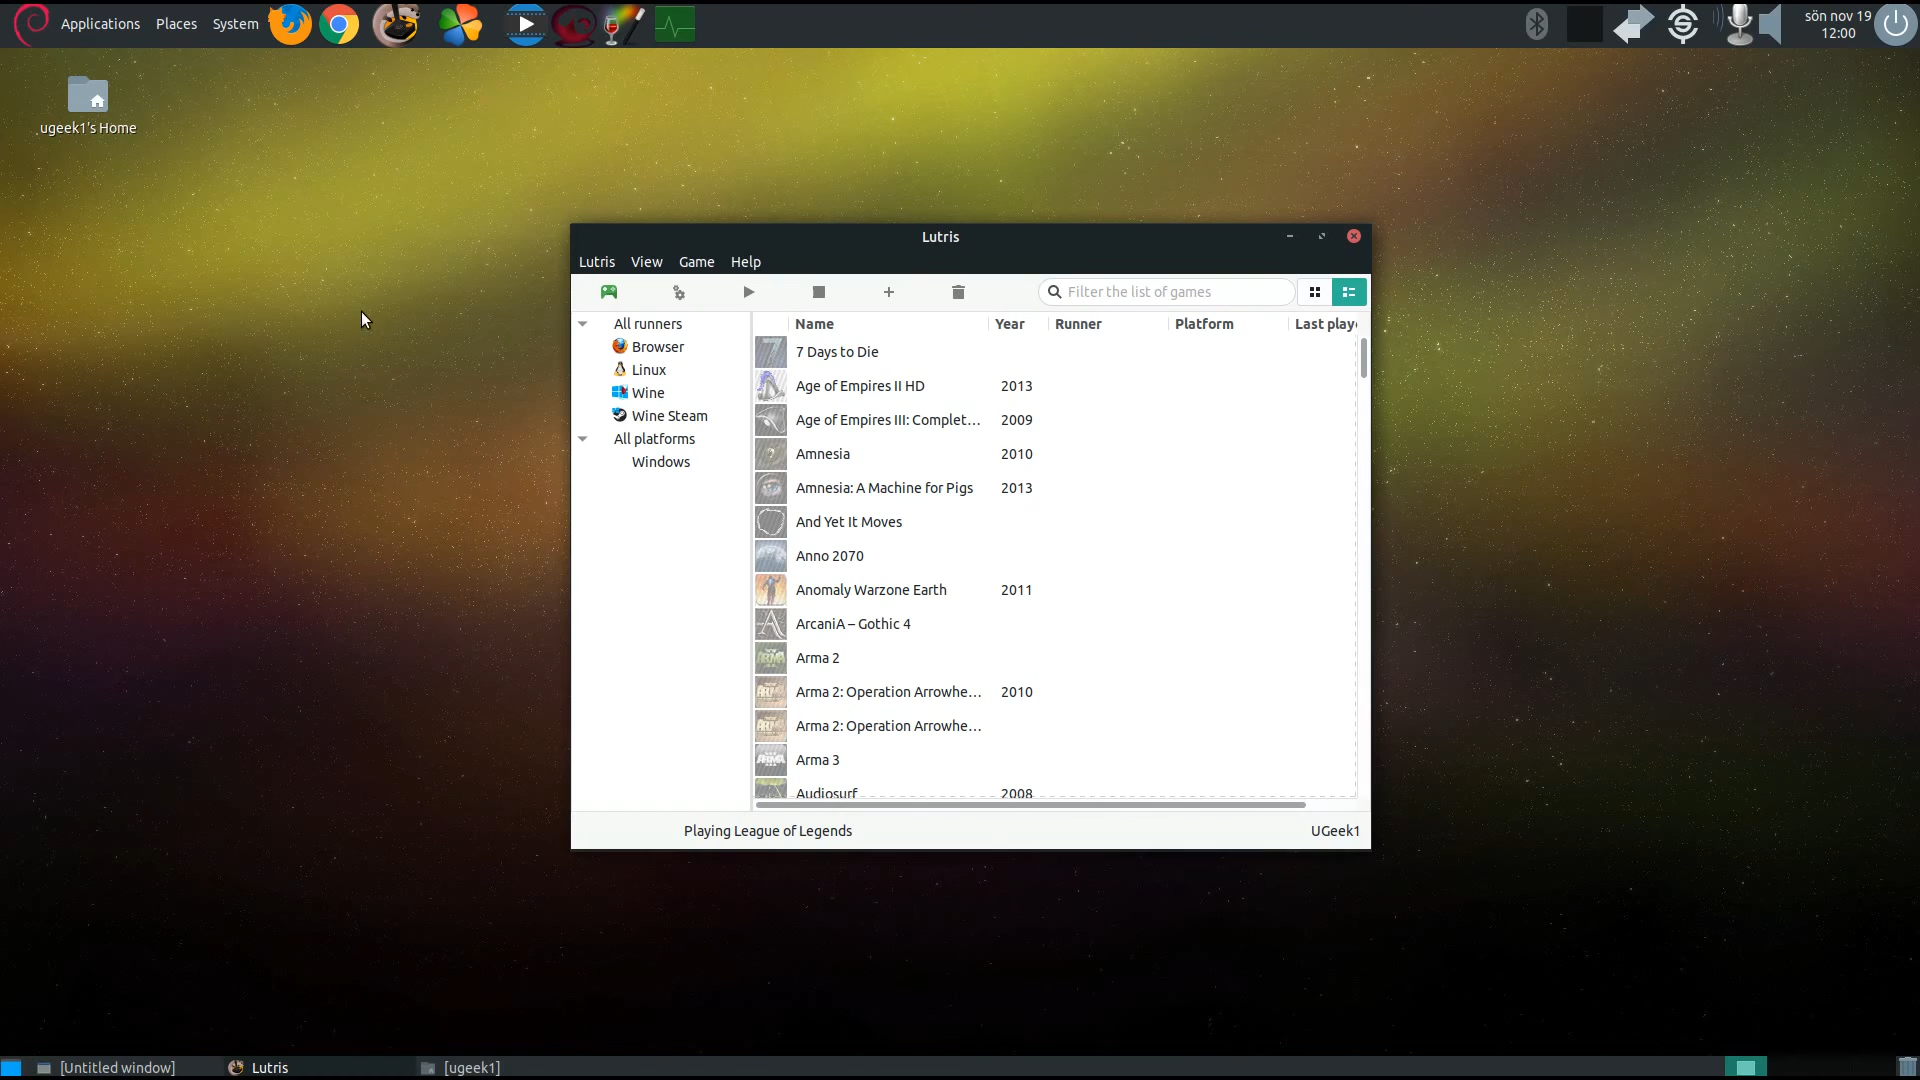 Applications Places System
sön nov 19
12:00
ugeek1's Home
Lutris
Lutris View Game Help
Filter the list of games
All runners
Browser
Linux
Wine
Wine Steam
All platforms
Windows
Name Year Runner Platform Last play
7 Days to Die
Age of Empires II HD 2013
Age of Empires III: Complet... 2009
Amnesia 2010
Amnesia: A Machine for Pigs 2013
And Yet It Moves
Anno 2070
Anomaly Warzone Earth 2011
ArcaniA – Gothic 4
Arma 2
Arma 2: Operation Arrowhe... 2010
Arma 2: Operation Arrowhe...
Arma 3
Audiosurf 2008
Playing League of Legends UGeek1
[Untitled window] Lutris [ugeek1]